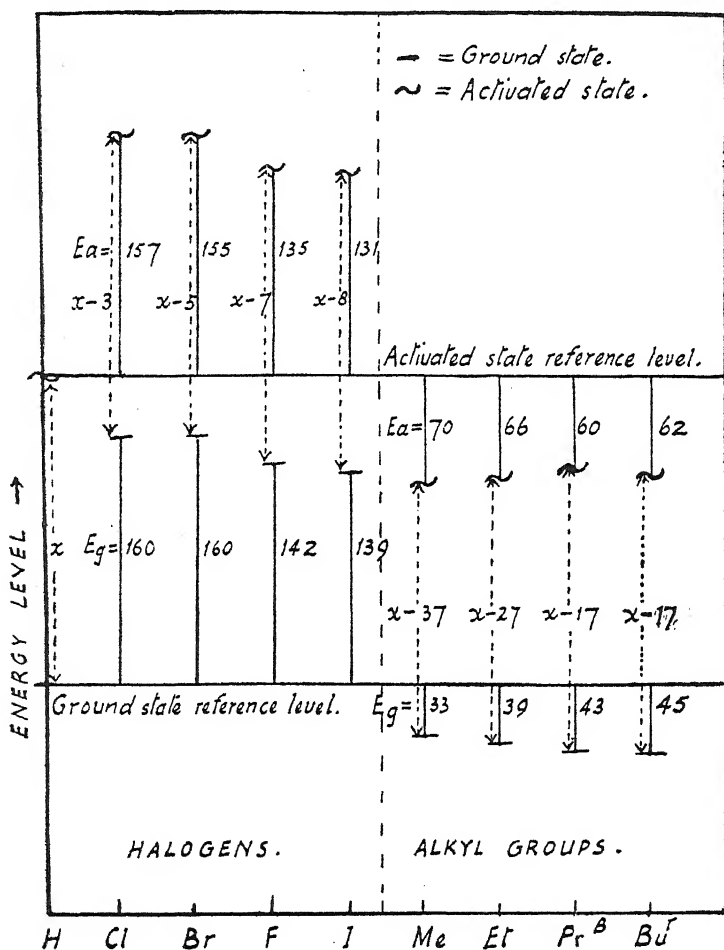 — = Ground state.
~ = Activated state.
Ea= 157 155 135 131
x-3 x-5 x-7 x-8
Activated state reference level.
Ea= 70 66 60 62
x Eg= 160 160 142 139
x-37 x-27 x-17 x-17
Ground state reference level. Eg= 33 39 43 45
ENERGY LEVEL →
HALOGENS. ALKYL GROUPS.
H Cl Br F I Me Et Pr^B Bu^T